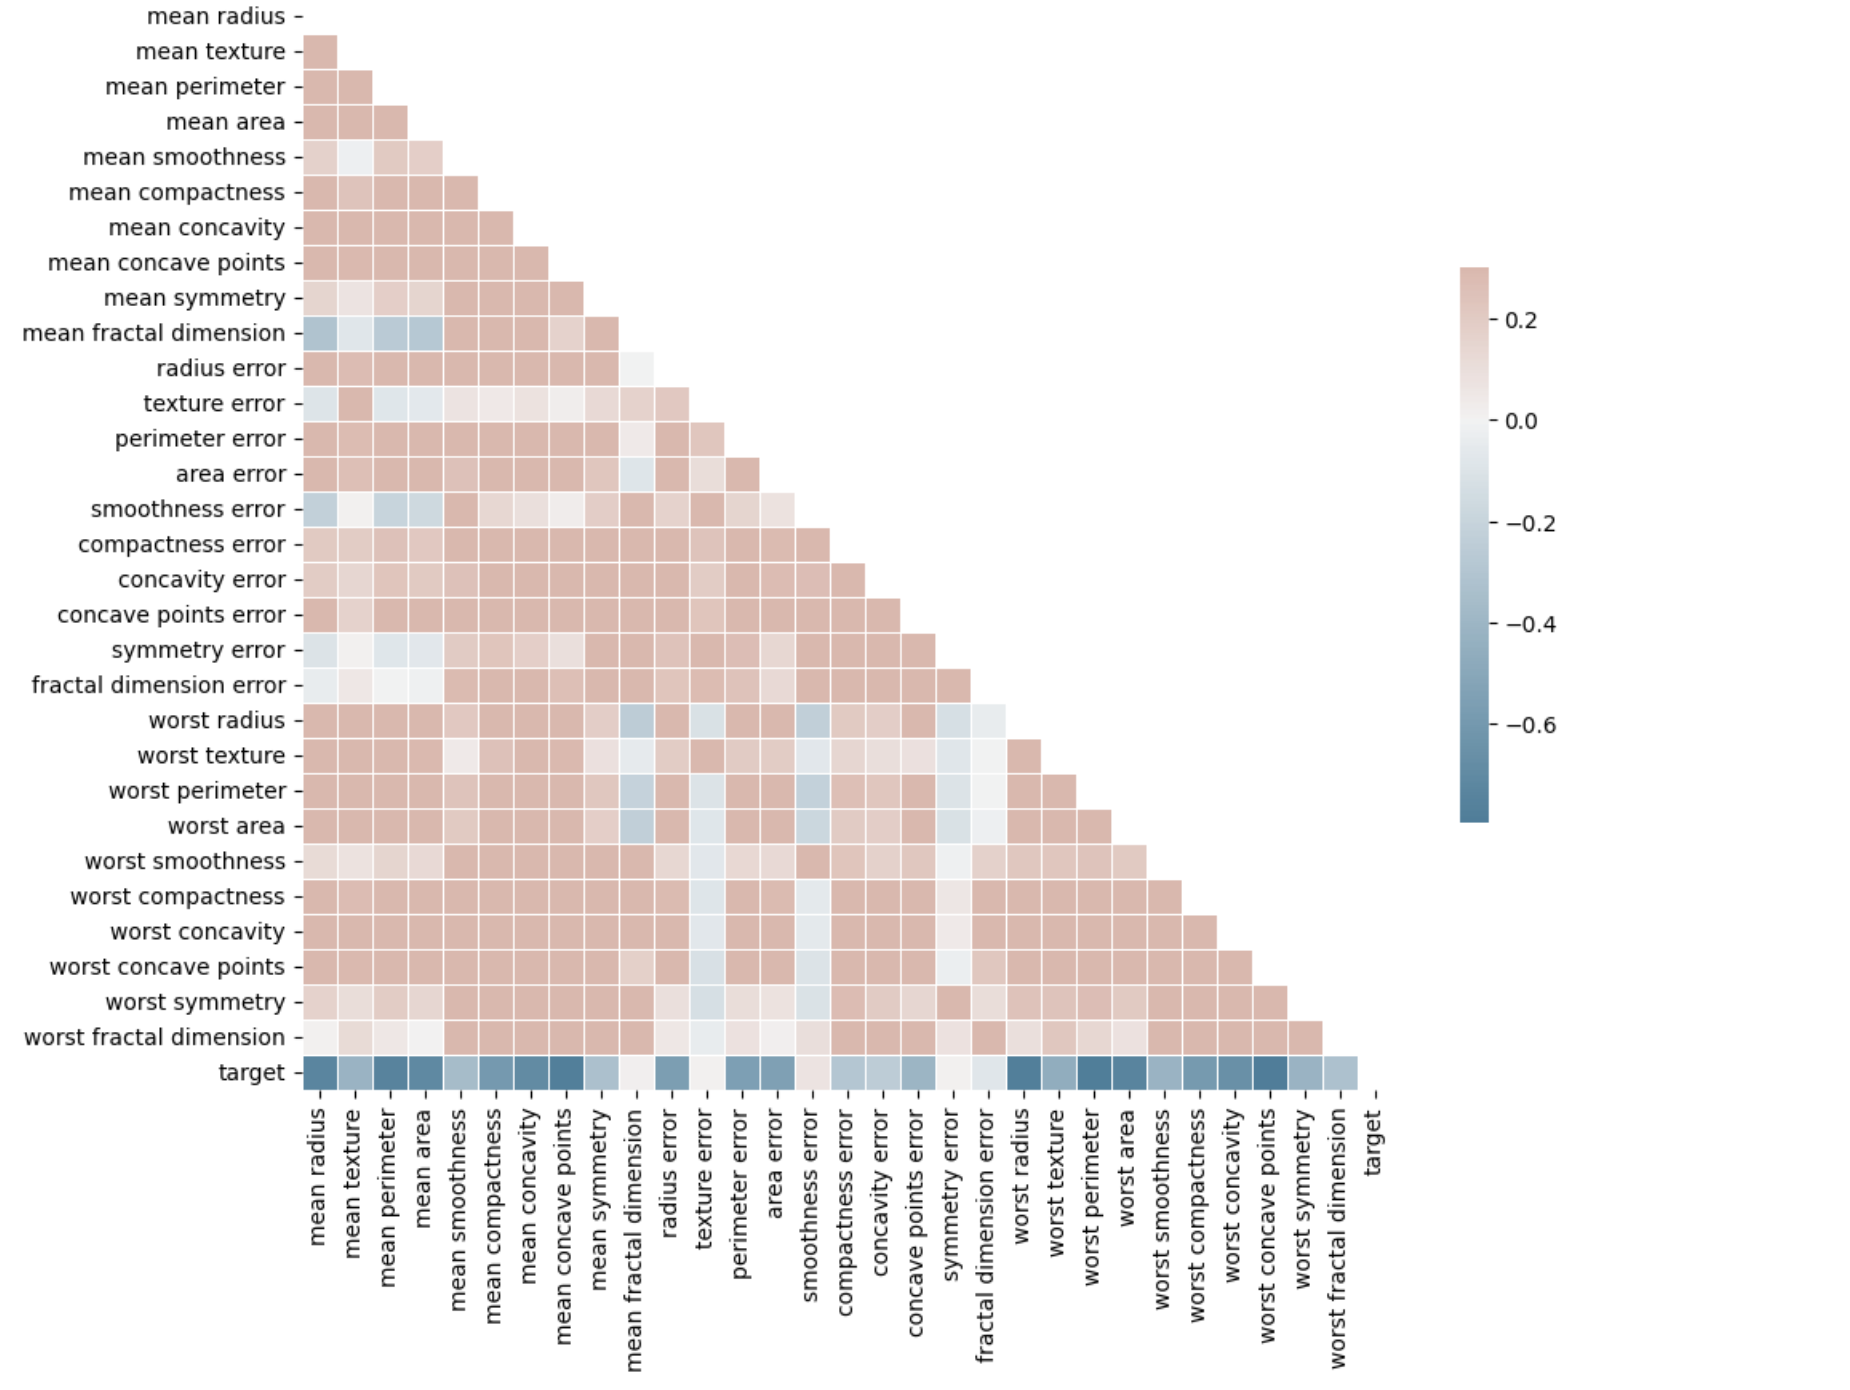 mean radius
mean texture
mean perimeter
mean area
mean smoothness
mean compactness
mean concavity
mean concave points
mean symmetry
mean fractal dimension
radius error
texture error
perimeter error
area error
smoothness error
compactness error
concavity error
concave points error
symmetry error
fractal dimension error
worst radius
worst texture
worst perimeter
worst area
worst smoothness
worst compactness
worst concavity
worst concave points
worst symmetry
worst fractal dimension
target
mean radius
mean texture
mean perimeter
mean area
mean smoothness
mean compactness
mean concavity
mean concave points
mean symmetry
mean fractal dimension
radius error
texture error
perimeter error
area error
smoothness error
compactness error
concavity error
concave points error
symmetry error
fractal dimension error
worst radius
worst texture
worst perimeter
worst area
worst smoothness
worst compactness
worst concavity
worst concave points
worst symmetry
worst fractal dimension
target
0.2
0.0
−0.2
−0.4
−0.6